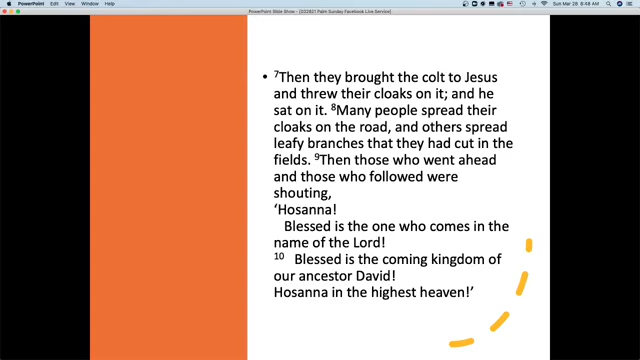 PowerPoint File Edit View Window Help
Sun Mar 28 8:48 AM
PowerPoint Slide Show - [032821 Palm Sunday Facebook Live Service]
• ⁷Then they brought the colt to Jesus
and threw their cloaks on it; and he
sat on it. ⁸Many people spread their
cloaks on the road, and others spread
leafy branches that they had cut in the
fields. ⁹Then those who went ahead
and those who followed were
shouting,
‘Hosanna!
Blessed is the one who comes in the
name of the Lord!
¹⁰ Blessed is the coming kingdom of
our ancestor David!
Hosanna in the highest heaven!’